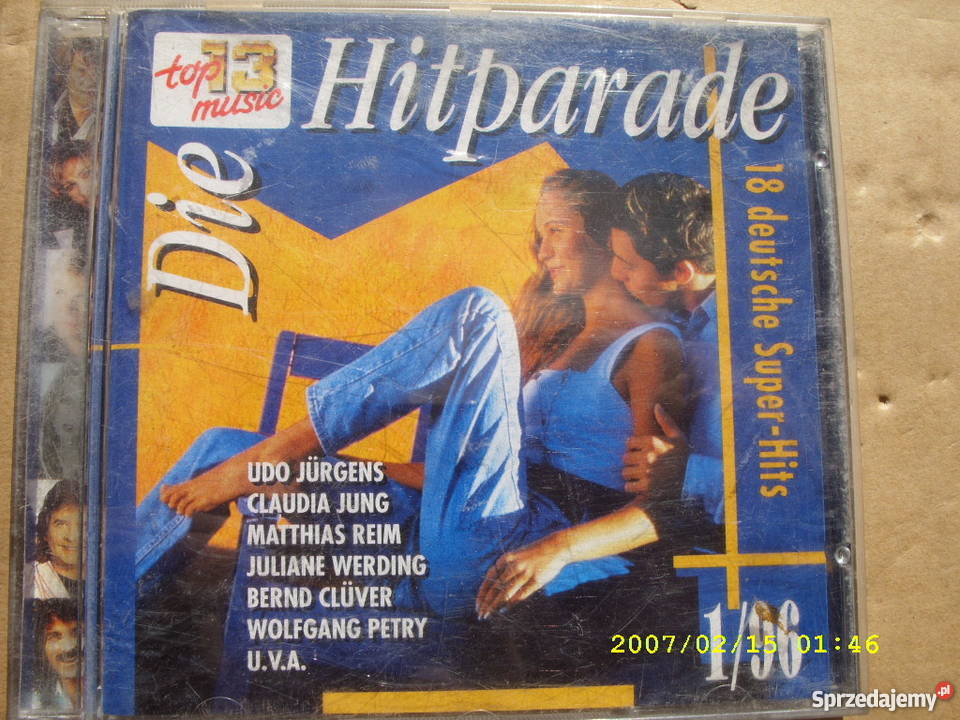 top 13
music
Die Hitparade
18 deutsche Super-Hits
UDO JÜRGENS
CLAUDIA JUNG
MATTHIAS REIM
JULIANE WERDING
BERND CLÜVER
WOLFGANG PETRY
U.V.A.
1/96
2007/02/15 01:46
Sprzedajemy.pl